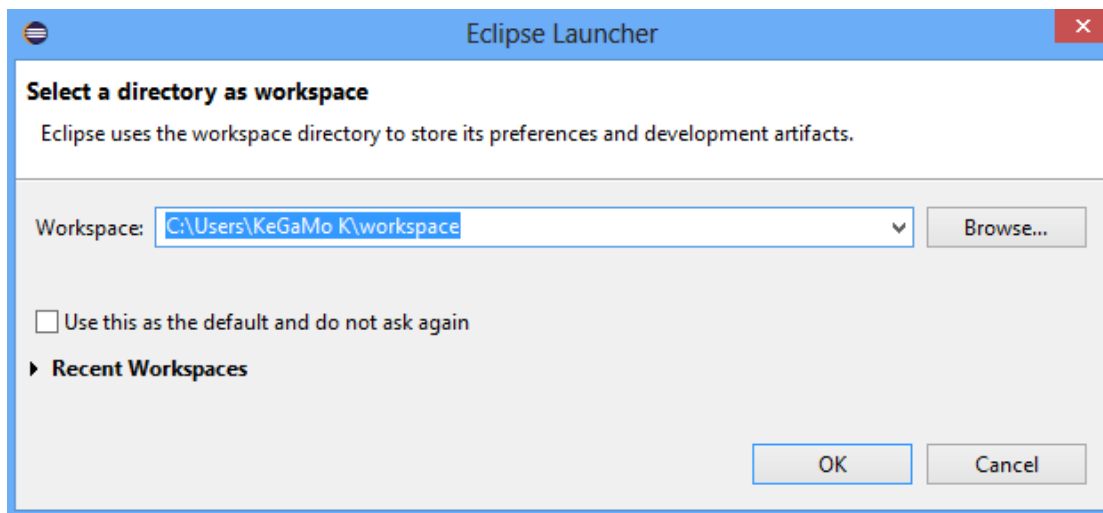 Eclipse Launcher
Select a directory as workspace
Eclipse uses the workspace directory to store its preferences and development artifacts.
Workspace: C:\Users\KeGaMo K\workspace Browse...
Use this as the default and do not ask again
Recent Workspaces
OK Cancel